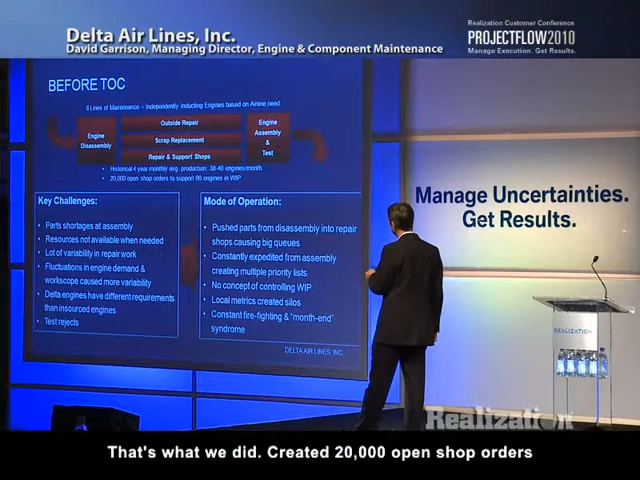 Delta Air Lines, Inc.
David Garrison, Managing Director, Engine & Component Maintenance
Realization Customer Conference
PROJECTFLOW2010
Manage Execution. Get Results.
BEFORE TOC
6 Lines of Maintenance – Independently Inducting Engines based on Airline need
Engine
Disassembly
Outside Repair
Scrap Replacement
Repair & Support Shops
Engine
Assembly
&
Test
• Historical 4 year monthly avg. production: 38-40 engines/month
• 20,000 open shop orders to support 60 engines in WIP
Key Challenges:
• Parts shortages at assembly
• Resources not available when needed
• Lot of variability in repair work
• Fluctuations in engine demand &
workscope caused more variability
• Delta engines have different requirements
than insourced engines
• Test rejects
Mode of Operation:
• Pushed parts from disassembly into repair
shops causing big queues
• Constantly expedited from assembly
creating multiple priority lists
• No concept of controlling WIP
• Local metrics created silos
• Constant fire-fighting & “month-end”
syndrome
DELTA AIR LINES, INC.
Manage Uncertainties.
Get Results.
REALIZATION
Realization
That's what we did. Created 20,000 open shop orders